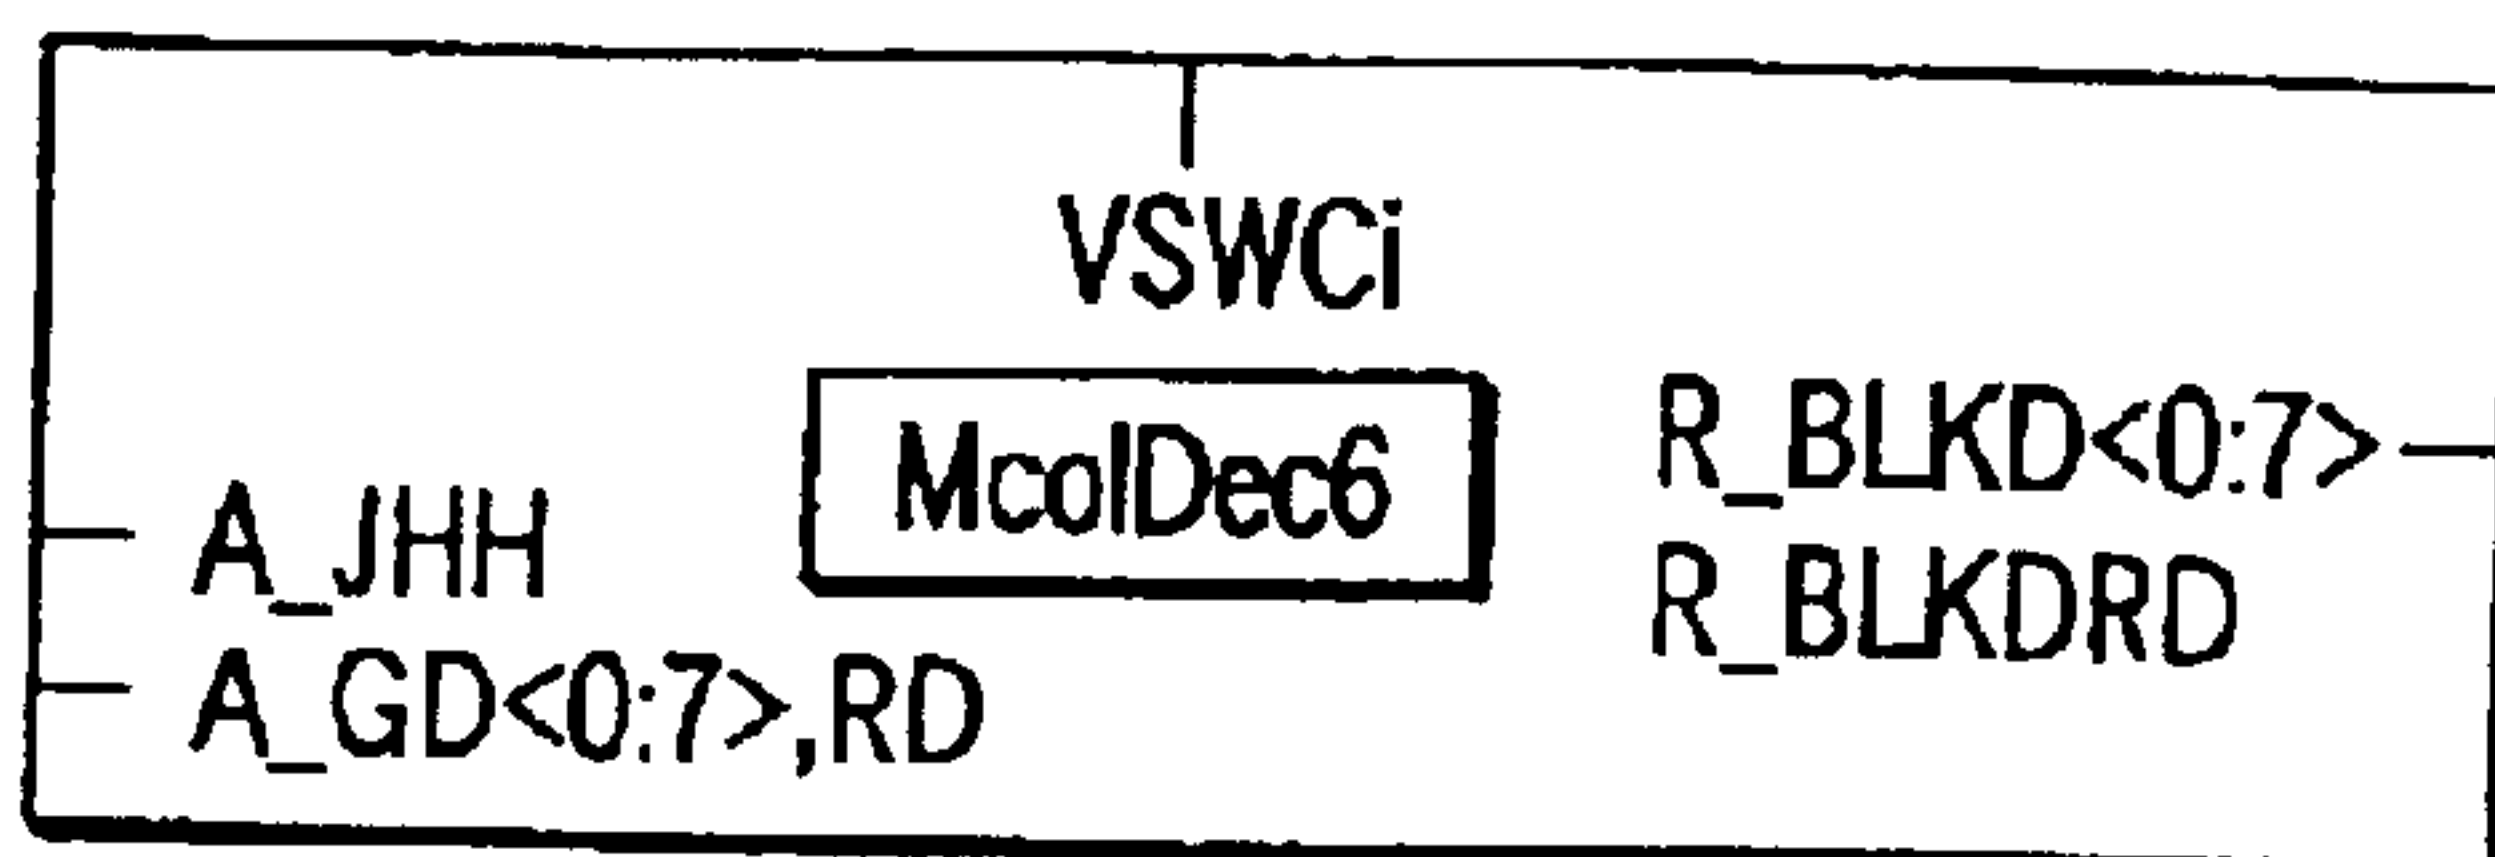 VSWCi
McolDec6
R_BLKD<0:7>
A_JHH
R_BLKDRD
A_GD<0:7>,RD